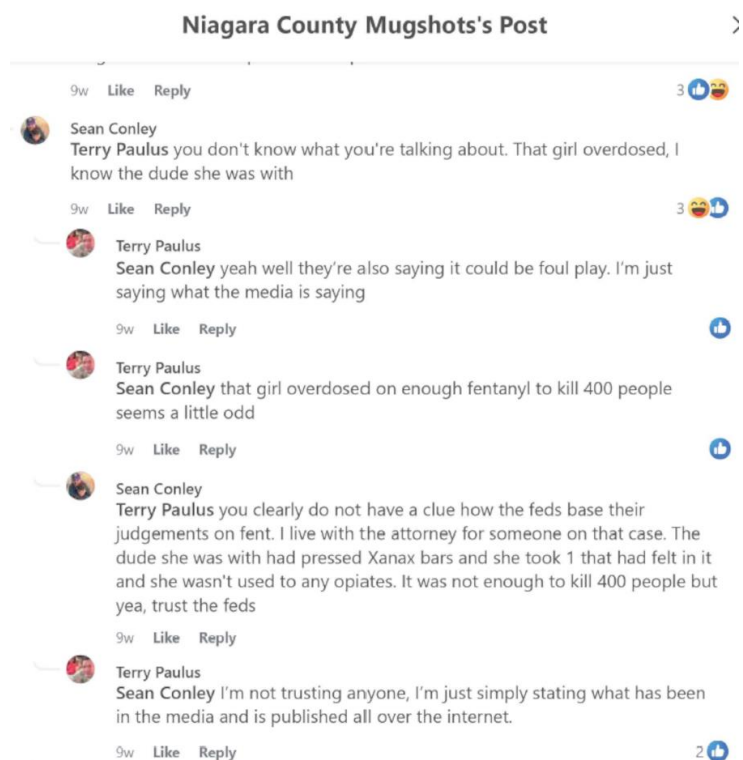 Niagara County Mugshots's Post
9w Like Reply 3
Sean Conley
Terry Paulus you don't know what you're talking about. That girl overdosed, I
know the dude she was with
9w Like Reply 3
Terry Paulus
Sean Conley yeah well they're also saying it could be foul play. I'm just
saying what the media is saying
9w Like Reply
Terry Paulus
Sean Conley that girl overdosed on enough fentanyl to kill 400 people
seems a little odd
9w Like Reply
Sean Conley
Terry Paulus you clearly do not have a clue how the feds base their
judgements on fent. I live with the attorney for someone on that case. The
dude she was with had pressed Xanax bars and she took 1 that had felt in it
and she wasn't used to any opiates. It was not enough to kill 400 people but
yea, trust the feds
9w Like Reply
Terry Paulus
Sean Conley I'm not trusting anyone, I'm just simply stating what has been
in the media and is published all over the internet.
9w Like Reply 2